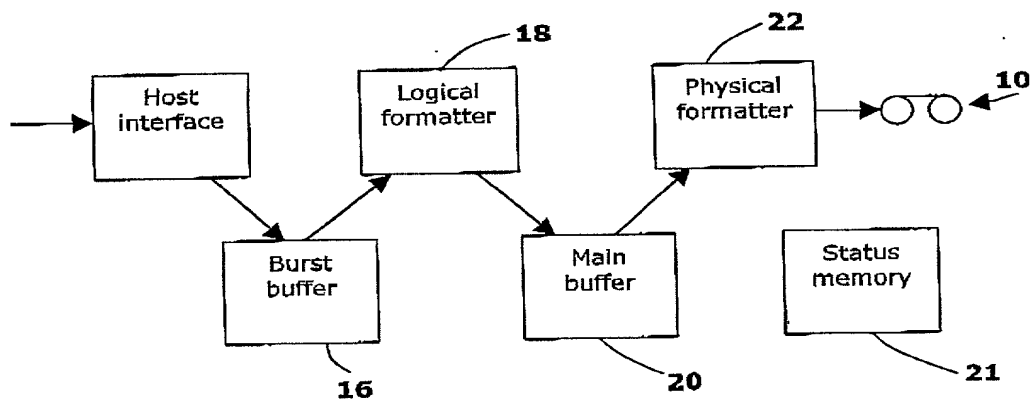 18
22
10
Host
interface
Logical
formatter
Physical
formatter
Burst
buffer
Main
buffer
Status
memory
16
20
21